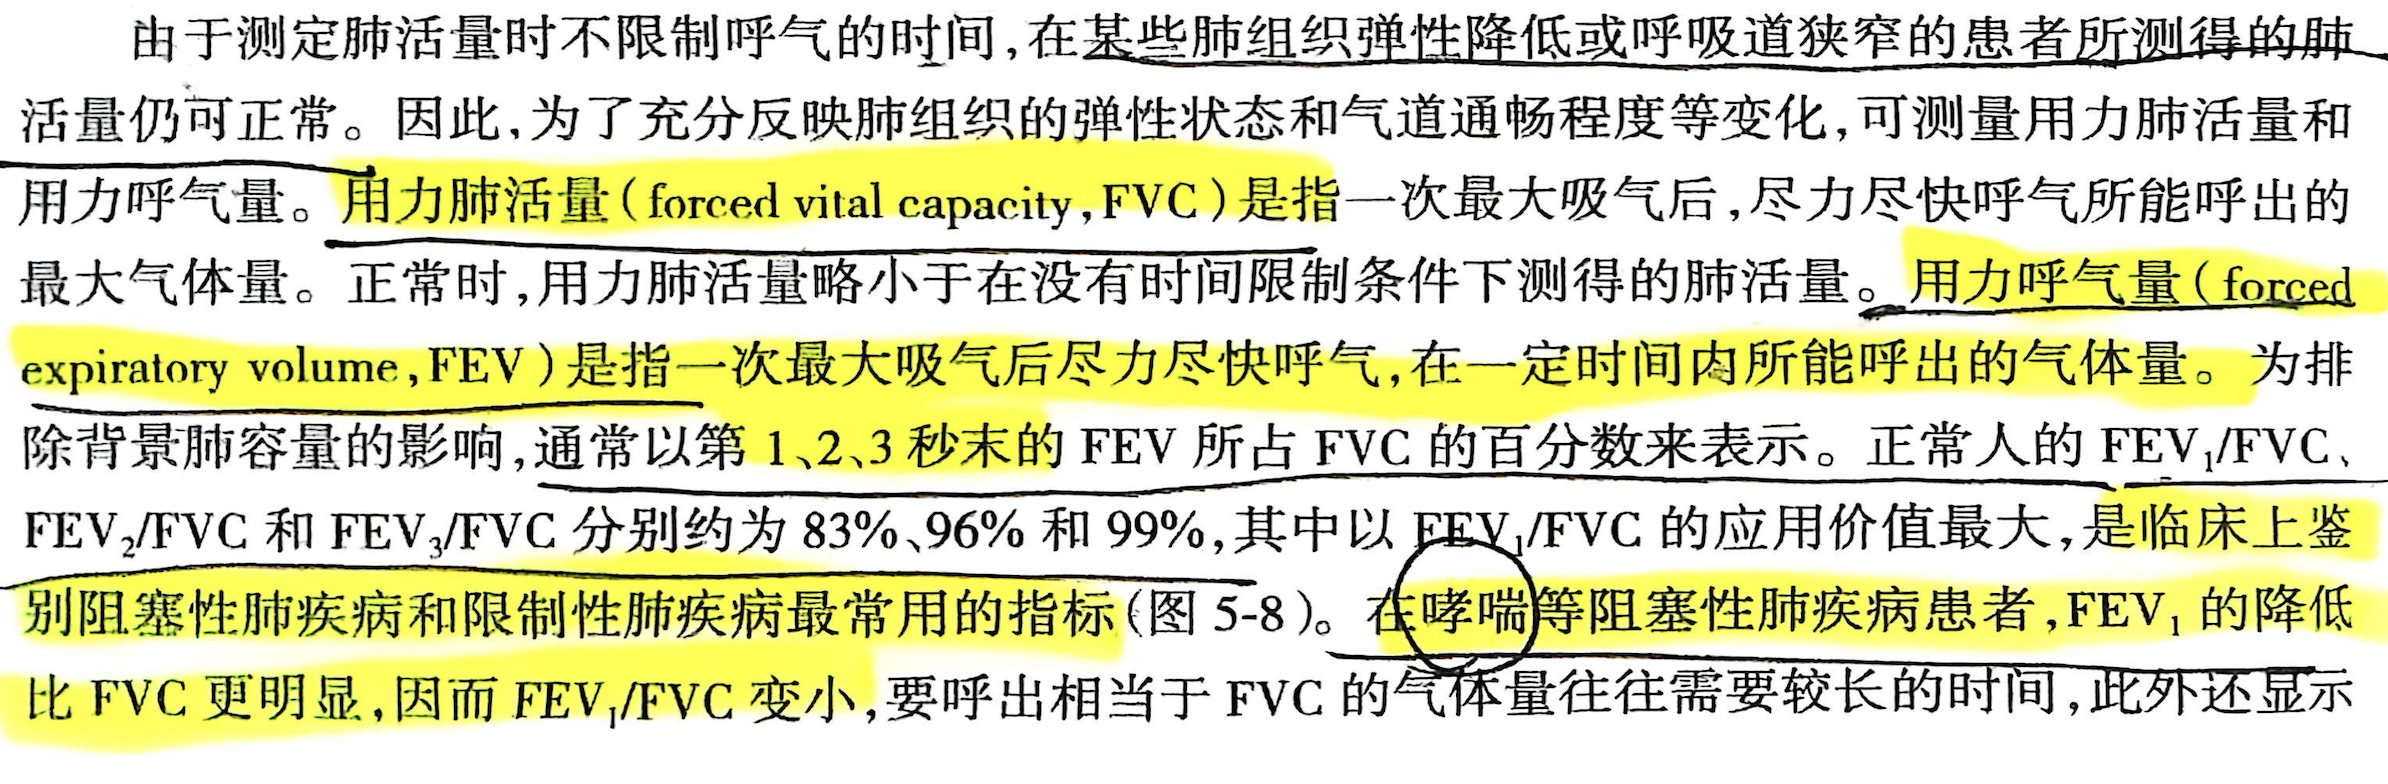 由于测定肺活量时不限制呼气的时间,在某些肺组织弹性降低或呼吸道狭窄的患者所测得的肺
活量仍可正常。因此,为了充分反映肺组织的弹性状态和气道通畅程度等变化,可测量用力肺活量和
用力呼气量。用力肺活量(forced vital capacity,FVC)是指一次最大吸气后,尽力尽快呼气所能呼出的
最大气体量。正常时,用力肺活量略小于在没有时间限制条件下测得的肺活量。用力呼气量(forced
expiratory volume,FEV)是指一次最大吸气后尽力尽快呼气,在一定时间内所能呼出的气体量。为排
除背景肺容量的影响,通常以第 1、2、3 秒末的 FEV 所占 FVC 的百分数来表示。正常人的 FEV₁/FVC、
FEV₂/FVC 和 FEV₃/FVC 分别约为 83%、96% 和 99%,其中以 FEV₁/FVC 的应用价值最大,是临床上鉴
别阻塞性肺疾病和限制性肺疾病最常用的指标(图 5-8)。在哮喘等阻塞性肺疾病患者,FEV₁ 的降低
比 FVC 更明显,因而 FEV₁/FVC 变小,要呼出相当于 FVC 的气体量往往需要较长的时间,此外还显示